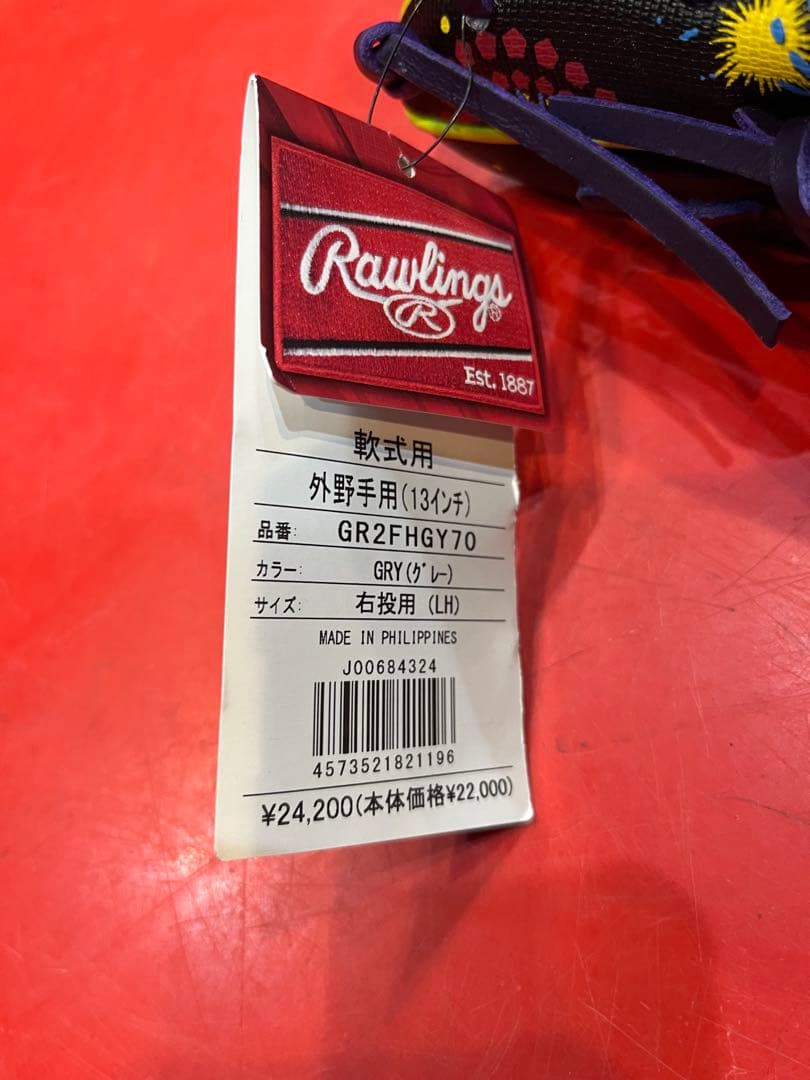 Rawlings
R
Est. 1887
軟式用
外野手用(13インチ)
品番: GR2FHGY70
カラー: GRY(グレー)
サイズ: 右投用 (LH)
MADE IN PHILIPPINES
J00684324
4573521821196
¥24,200(本体価格¥22,000)